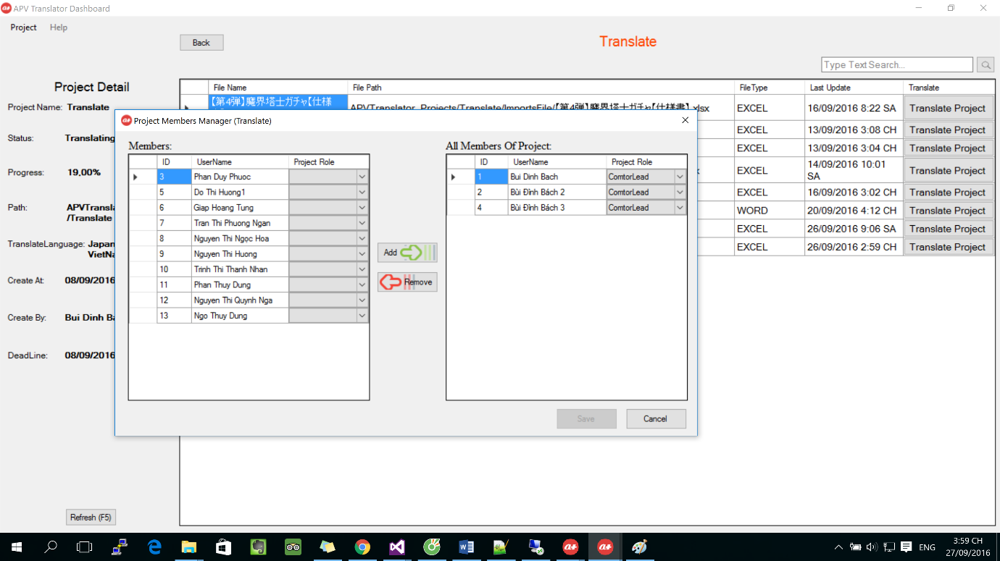 APV Translator Dashboard
Project Help
Back
Translate
Type Text Search...
Project Detail
Project Name: Translate
Status: Translating
Progress: 19,00%
Path: APVTransla
/Translate
TranslateLanguage: Japan
VietNa
Create At: 08/09/2016
Create By: Bui Dinh Ba
DeadLine: 08/09/2016
Refresh (F5)
File Name File Path FileType Last Update Translate
【第4弾】魔界塔士ガチャ【仕様
APVTranslator_Projects/Translate/ImportsFile/【第4弾】魔界塔士ガチャ【仕様書】.xlsx EXCEL 16/09/2016 8:22 SA Translate Project
EXCEL 13/09/2016 3:08 CH Translate Project
EXCEL 13/09/2016 3:04 CH Translate Project
EXCEL 14/09/2016 10:01
SA Translate Project
EXCEL 16/09/2016 3:02 CH Translate Project
WORD 20/09/2016 4:12 CH Translate Project
EXCEL 26/09/2016 9:06 SA Translate Project
EXCEL 26/09/2016 2:59 CH Translate Project
Project Members Manager (Translate)
Members:
ID UserName Project Role
3 Phan Duy Phuoc
5 Do Thi Huong1
6 Giap Hoang Tung
7 Tran Thi Phuong Ngan
8 Nguyen Thi Ngọc Hoa
9 Nguyen Thi Huong
10 Trinh Thi Thanh Nhan
11 Phan Thuy Dung
12 Nguyen Thi Quynh Nga
13 Ngo Thuy Dung
Add
Remove
All Members Of Project:
ID UserName Project Role
1 Bui Dinh Bach ComtorLead
2 Bùi Đình Bách 2 ComtorLead
4 Bùi Đình Bách 3 ComtorLead
Save Cancel
ENG
3:59 CH
27/09/2016